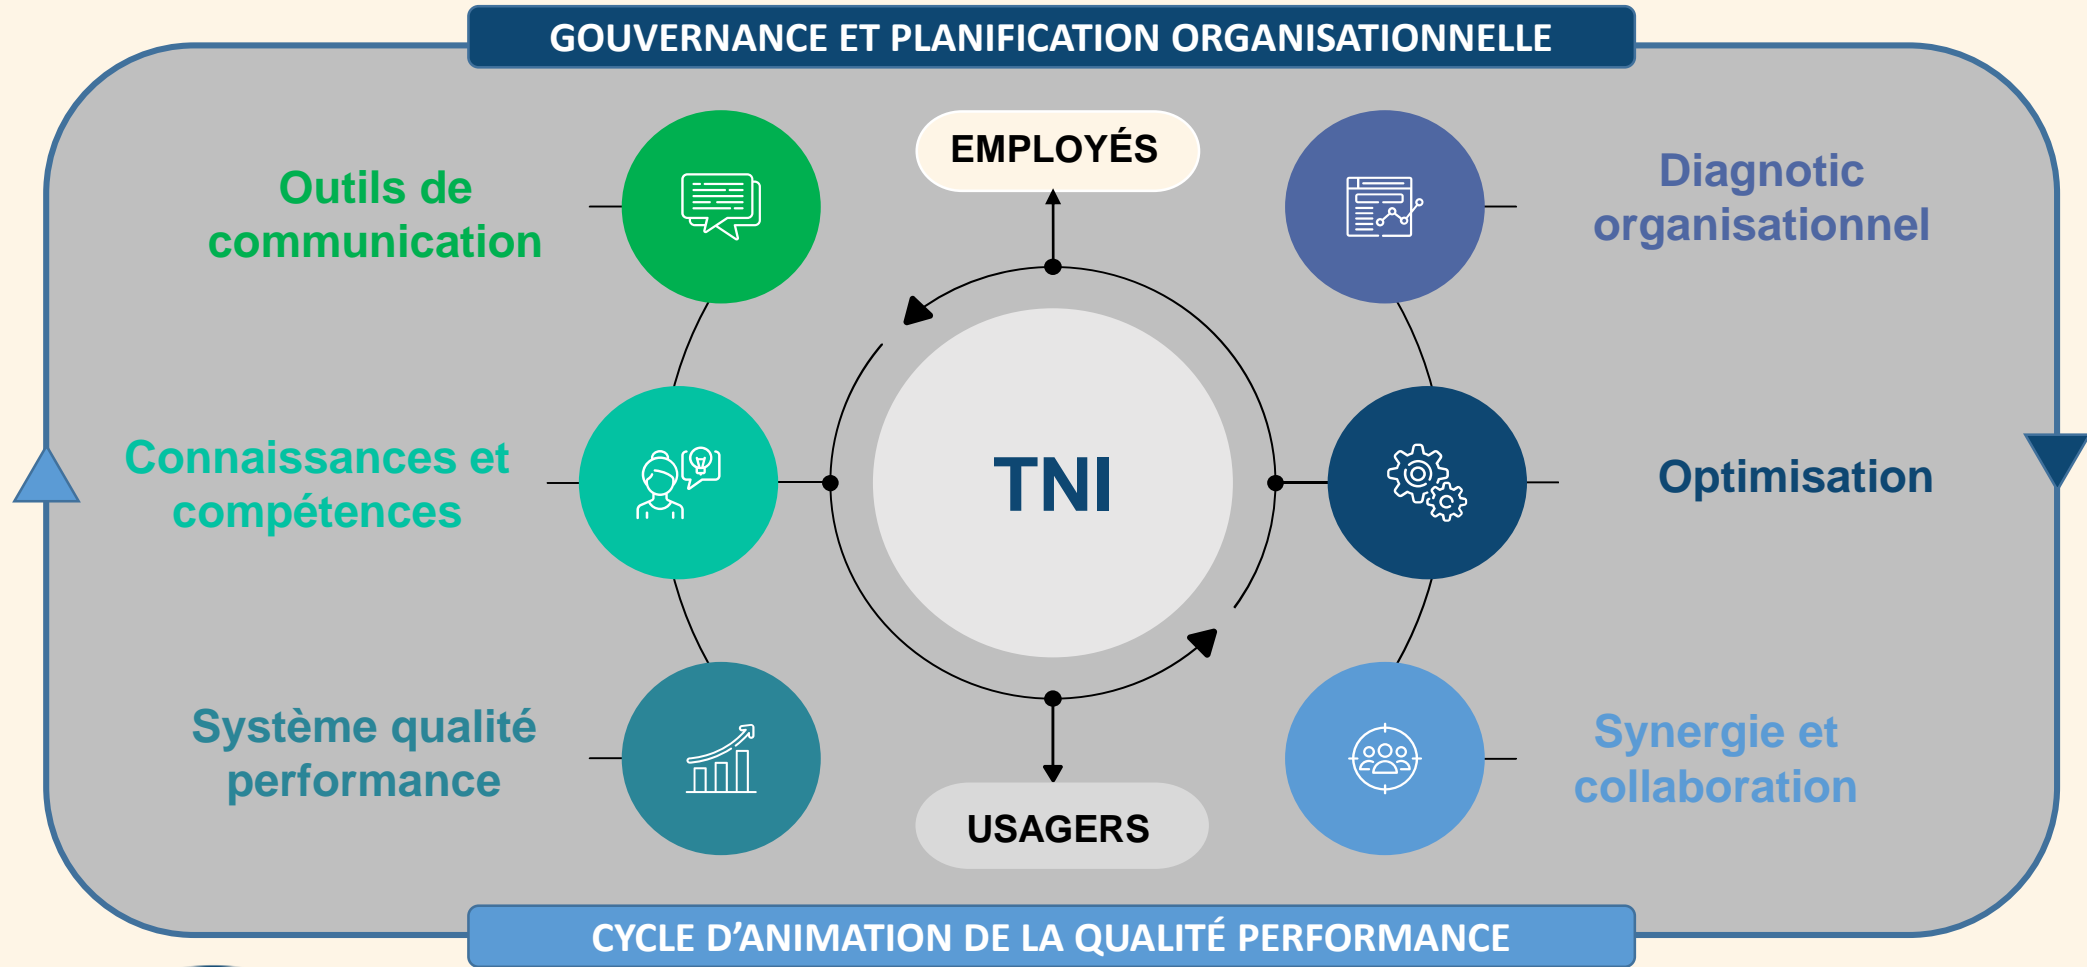 GOUVERNANCE ET PLANIFICATION ORGANISATIONNELLE
EMPLOYÉS
Outils de
communication
Diagnotic
organisationnel
Connaissances et
compétences
TNI
Optimisation
Système qualité
performance
Synergie et
collaboration
USAGERS
CYCLE D’ANIMATION DE LA QUALITÉ PERFORMANCE